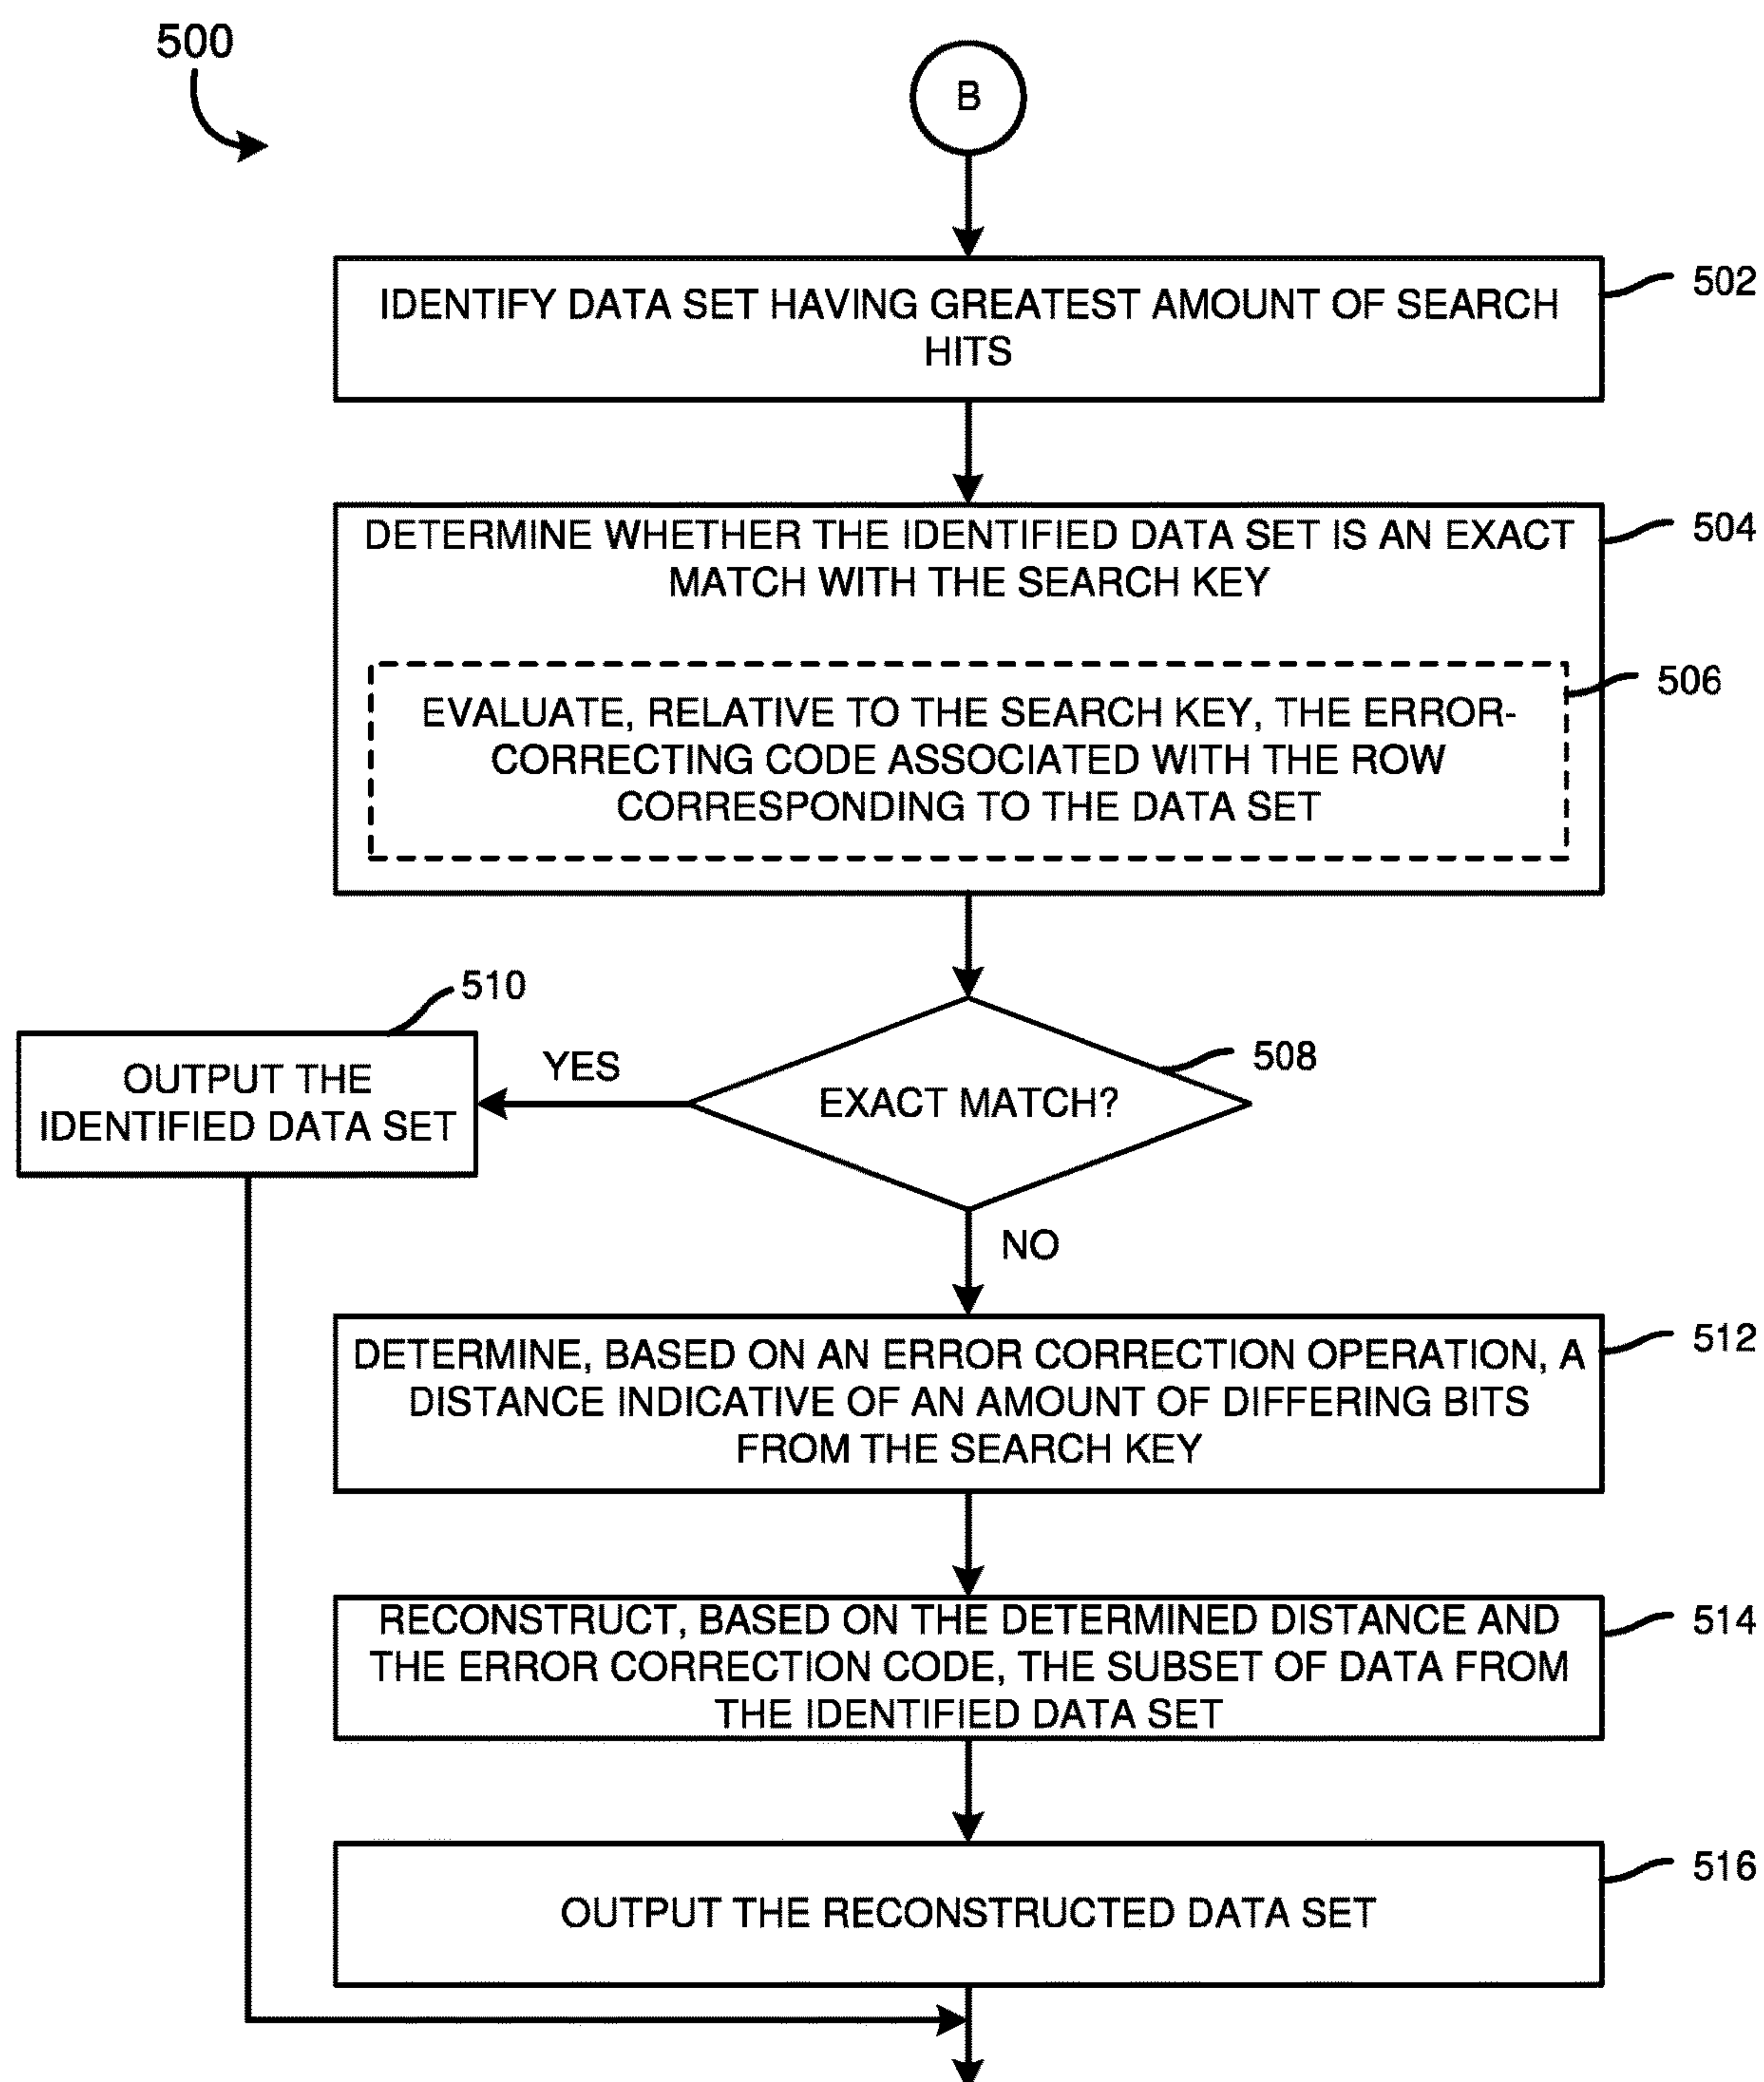 500
B
IDENTIFY DATA SET HAVING GREATEST AMOUNT OF SEARCH
HITS
502
DETERMINE WHETHER THE IDENTIFIED DATA SET IS AN EXACT
MATCH WITH THE SEARCH KEY
504
EVALUATE, RELATIVE TO THE SEARCH KEY, THE ERROR-
CORRECTING CODE ASSOCIATED WITH THE ROW
CORRESPONDING TO THE DATA SET
506
EXACT MATCH?
508
YES
510
OUTPUT THE
IDENTIFIED DATA SET
NO
DETERMINE, BASED ON AN ERROR CORRECTION OPERATION, A
DISTANCE INDICATIVE OF AN AMOUNT OF DIFFERING BITS
FROM THE SEARCH KEY
512
RECONSTRUCT, BASED ON THE DETERMINED DISTANCE AND
THE ERROR CORRECTION CODE, THE SUBSET OF DATA FROM
THE IDENTIFIED DATA SET
514
OUTPUT THE RECONSTRUCTED DATA SET
516